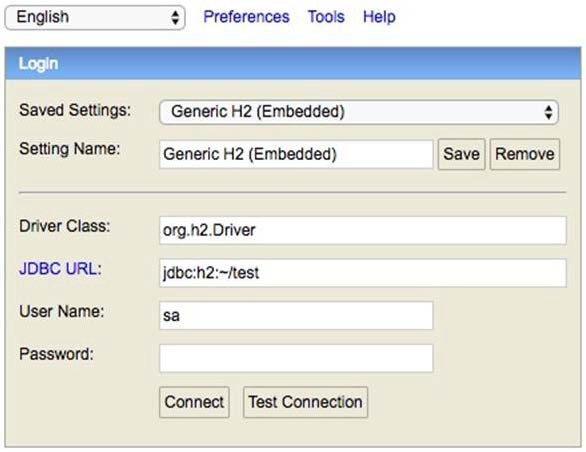 English Preferences Tools Help
Login
Saved Settings: Generic H2 (Embedded)
Setting Name: Generic H2 (Embedded) Save Remove
Driver Class: org.h2.Driver
JDBC URL: jdbc:h2:~/test
User Name: sa
Password:
Connect Test Connection